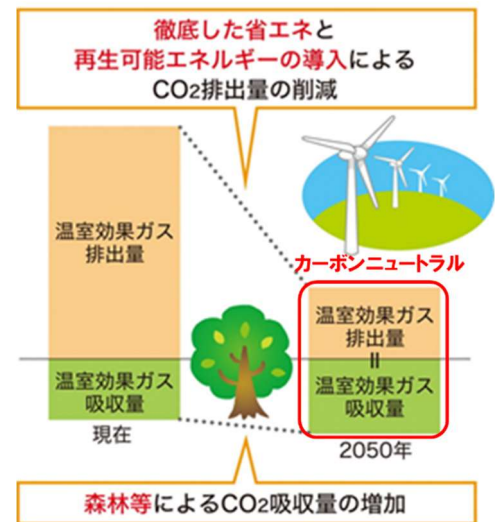 徹底した省エネと
再生可能エネルギーの導入による
CO2排出量の削減
温室効果ガス
排出量
温室効果ガス
吸収量
現在
カーボンニュートラル
温室効果ガス
排出量
=
温室効果ガス
吸収量
2050年
森林等によるCO2吸収量の増加